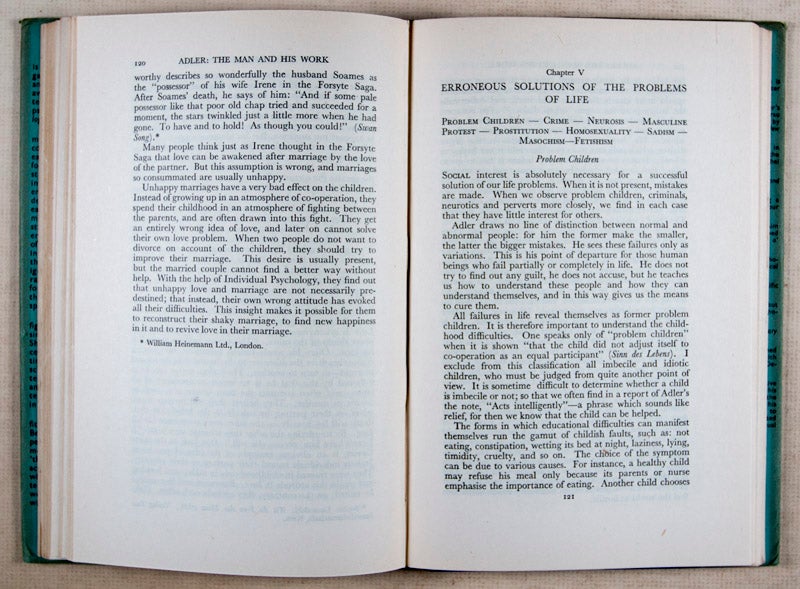 120 ADLER: THE MAN AND HIS WORK
worthy describes so wonderfully the husband Soames as
the "possessor" of his wife Irene in the Forsyte Saga.
After Soames' death, he says of him: "And if some pale
possessor like that poor old chap tried and succeeded for a
moment, the stars twinkled just a little more when he had
gone. To have and to hold! As though you could!" (Swan
Song).*
Many people think just as Irene thought in the Forsyte
Saga that love can be awakened after marriage by the love
of the partner. But this assumption is wrong, and marriages
so consummated are usually unhappy.
Unhappy marriages have a very bad effect on the children.
Instead of growing up in an atmosphere of co-operation, they
spend their childhood in an atmosphere of fighting between
the parents, and are often drawn into this fight. They get
an entirely wrong idea of love, and later on cannot solve
their own love problem. When two people do not want to
divorce on account of the children, they should try to
improve their marriage. This desire is usually present,
but the married couple cannot find a better way without
help. With the help of Individual Psychology, they find out
that unhappy love and marriage are not necessarily pre-
destined; that instead, their own wrong attitude has evoked
all their difficulties. This insight makes it possible for them
to reconstruct their shaky marriage, to find new happiness
in it and to revive love in their marriage.
* William Heinemann Ltd., London.
Chapter V
ERRONEOUS SOLUTIONS OF THE PROBLEMS
OF LIFE
PROBLEM CHILDREN — CRIME — NEUROSIS — MASCULINE
PROTEST — PROSTITUTION — HOMOSEXUALITY — SADISM —
MASOCHISM—FETISHISM
Problem Children
SOCIAL interest is absolutely necessary for a successful
solution of our life problems. When it is not present, mistakes
are made. When we observe problem children, criminals,
neurotics and perverts more closely, we find in each case
that they have little interest for others.
Adler draws no line of distinction between normal and
abnormal people: for him the former make the smaller,
the latter the bigger mistakes. He sees these failures only as
variations. This is his point of departure for those human
beings who fail partially or completely in life. He does not
try to find out any guilt, he does not accuse, but he teaches
us how to understand these people and how they can
understand themselves, and in this way gives us the means
to cure them.
All failures in life reveal themselves as former problem
children. It is therefore important to understand the child-
hood difficulties. One speaks only of "problem children"
when it is shown "that the child did not adjust itself to
co-operation as an equal participant" (Sinn des Lebens). I
exclude from this classification all imbecile and idiotic
children, who must be judged from quite another point of
view. It is sometime difficult to determine whether a child
is imbecile or not; so that we often find in a report of Adler's
the note, "Acts intelligently"—a phrase which sounds like
relief, for then we know that the child can be helped.
The forms in which educational difficulties can manifest
themselves run the gamut of childish faults, such as: not
eating, constipation, wetting its bed at night, laziness, lying,
timidity, cruelty, and so on. The choice of the symptom
can be due to various causes. For instance, a healthy child
may refuse his meal only because its parents or nurse
emphasise the importance of eating. Another child chooses
121